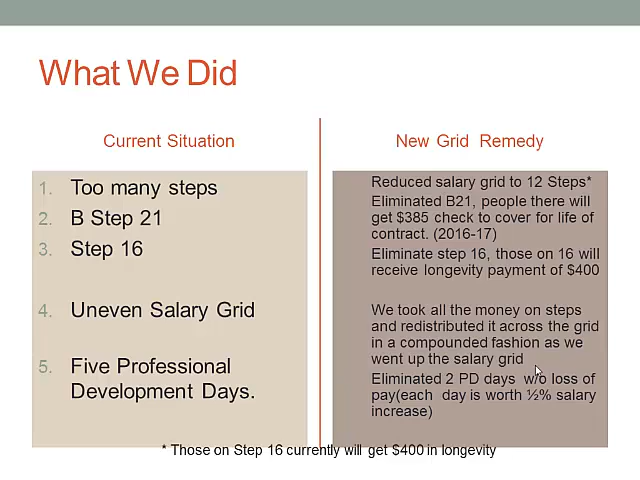 What We Did
Current Situation
1. Too many steps
2. B Step 21
3. Step 16
4. Uneven Salary Grid
5. Five Professional
Development Days.
New Grid Remedy
Reduced salary grid to 12 Steps*
Eliminated B21, people there will
get $385 check to cover for life of
contract. (2016-17)
Eliminate step 16, those on 16 will
receive longevity payment of $400
We took all the money on steps
and redistributed it across the grid
in a compounded fashion as we
went up the salary grid
Eliminated 2 PD days w/o loss of
pay(each day is worth ½% salary
increase)
* Those on Step 16 currently will get $400 in longevity